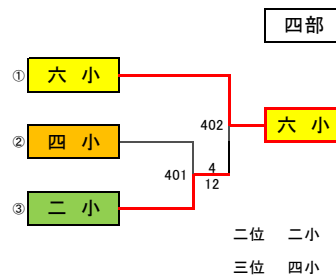 四部
① 六 小
402
六 小
② 四 小
401
4
12
③ 二 小
二位 二小
三位 四小